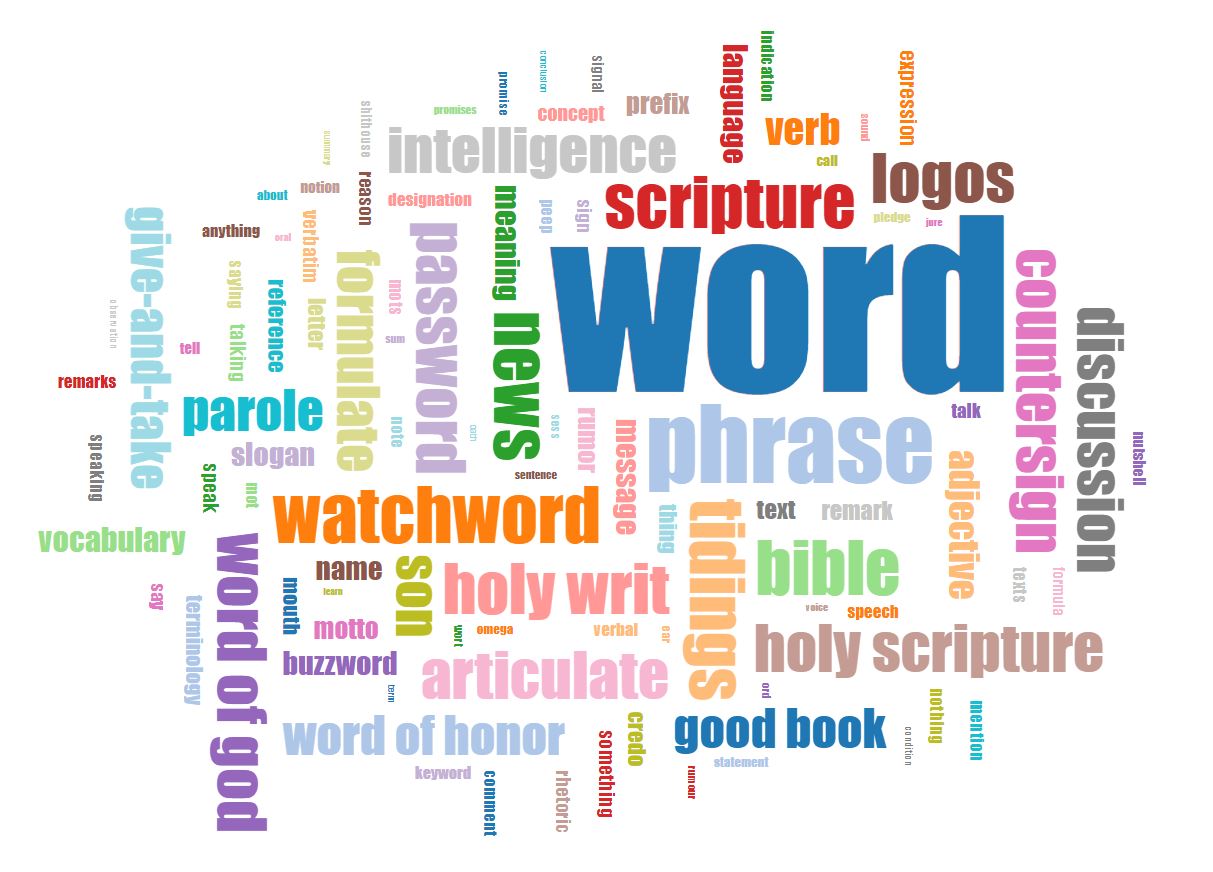 indication
language
expression
conclusion
signal
promise
prefix
concept
promises
shithouse
verb
sound
summary
intelligence
call
logos
scripture
reason
notion
about
designation
meaning
peep
sign
pledge
jure
word
give-and-take
verbatim
anything
oral
password
formulate
countersign
saying
reference
mots
letter
observation
talking
sum
tell
news
discussion
remarks
parole
phrase
talk
rumor
sess
message
note
slogan
speaking
nutshell
adjective
speak
sentence
mot
watchword
tidings
text
remark
thing
vocabulary
word of god
name
son
holy writ
bible
texts
formula
say
mouth
learn
voice
speech
terminology
motto
wort
omega
verbal
ear
holy scripture
buzzword
articulate
term
ord
word of honor
credo
good book
nothing
mention
condition
something
statement
keyword
comment
rhetoric
rumour